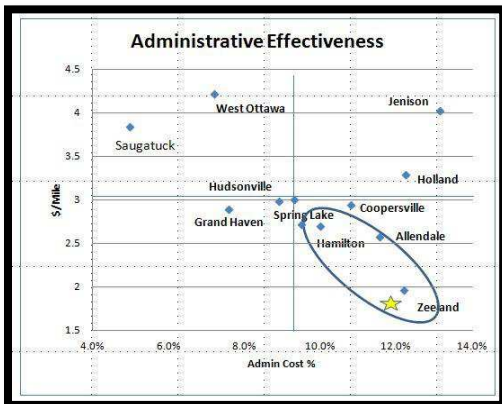 Administrative Effectiveness
4.5
West Ottawa
Jenison
4
Saugatuck
3.5
Holland
$/Mile
Hudsonville
3
Spring Lake
Coopersville
Grand Haven
Hamilton
Allendale
2.5
2
Zeeland
1.5
4.0% 6.0% 8.0% 10.0% 12.0% 14.0%
Admin Cost %